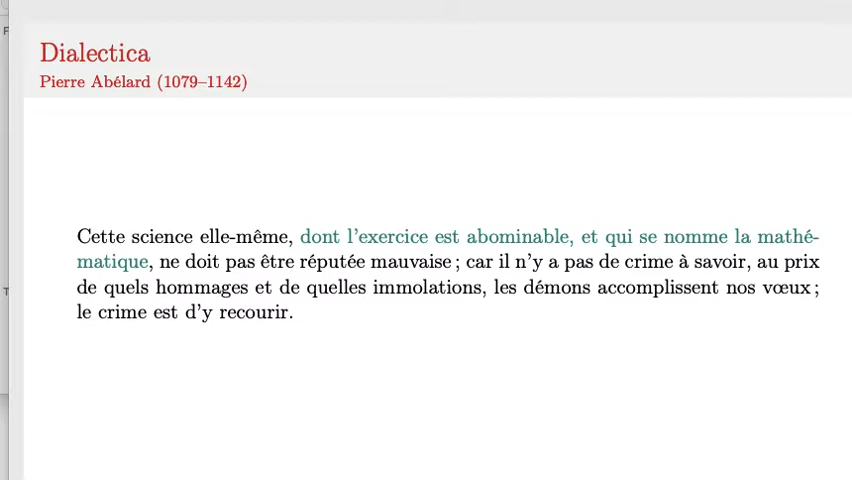 F
Dialectica
Pierre Abélard (1079–1142)
Cette science elle-même, dont l'exercice est abominable, et qui se nomme la mathé-
matique, ne doit pas être réputée mauvaise ; car il n'y a pas de crime à savoir, au prix
de quels hommages et de quelles immolations, les démons accomplissent nos vœux ;
T
le crime est d'y recourir.